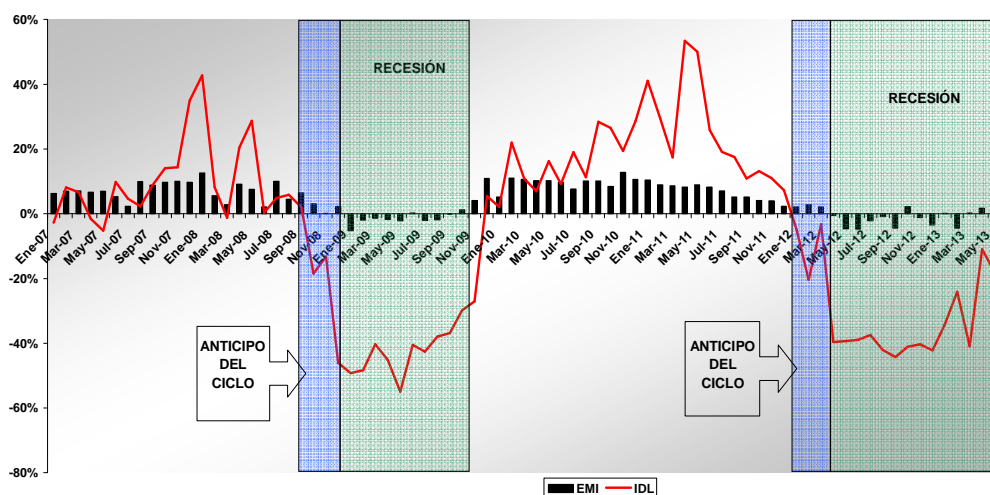 60%
40%
20%
0%
-20%
-40%
-60%
-80%
RECESIÓN
RECESIÓN
Ene-07
Mar-07
May-07
Jul-07
Sep-07
Nov-07
Ene-08
Mar-08
May-08
Jul-08
Sep-08
Nov-08
Ene-09
Mar-09
May-09
Jul-09
Sep-09
Nov-09
Ene-10
Mar-10
May-10
Jul-10
Sep-10
Nov-10
Ene-11
Mar-11
May-11
Jul-11
Sep-11
Nov-11
Ene-12
Mar-12
May-12
Jul-12
Sep-12
Nov-12
Ene-13
Mar-13
May-13
ANTICIPO
DEL
CICLO
ANTICIPO
DEL
CICLO
EMI IDL